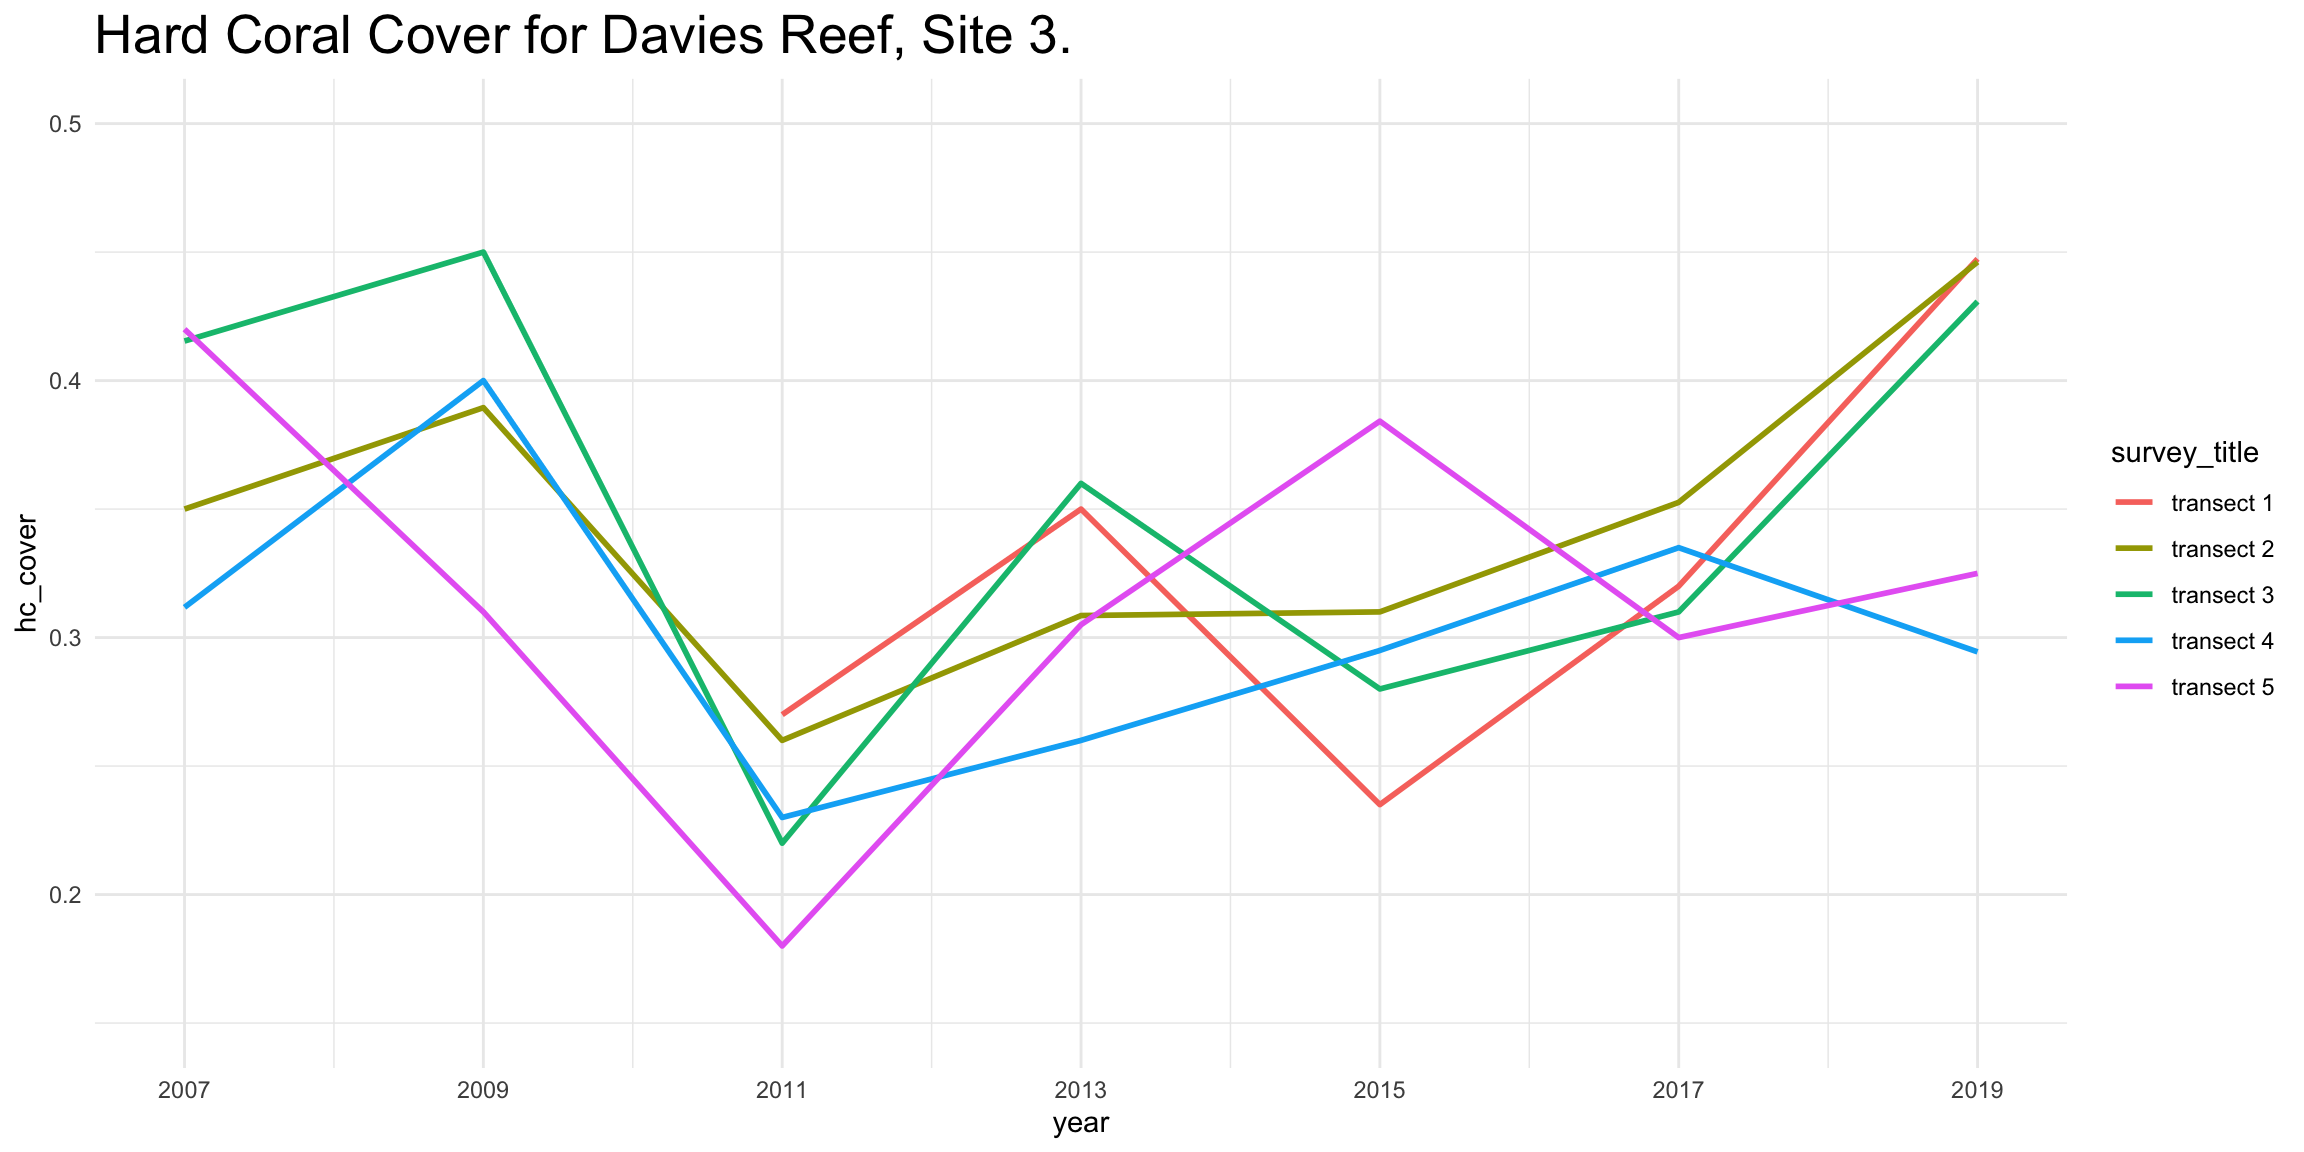 Hard Coral Cover for Davies Reef, Site 3.
0.5
0.4
0.3
0.2
hc_cover
2007 2009 2011 2013 2015 2017 2019
year
survey_title
transect 1
transect 2
transect 3
transect 4
transect 5